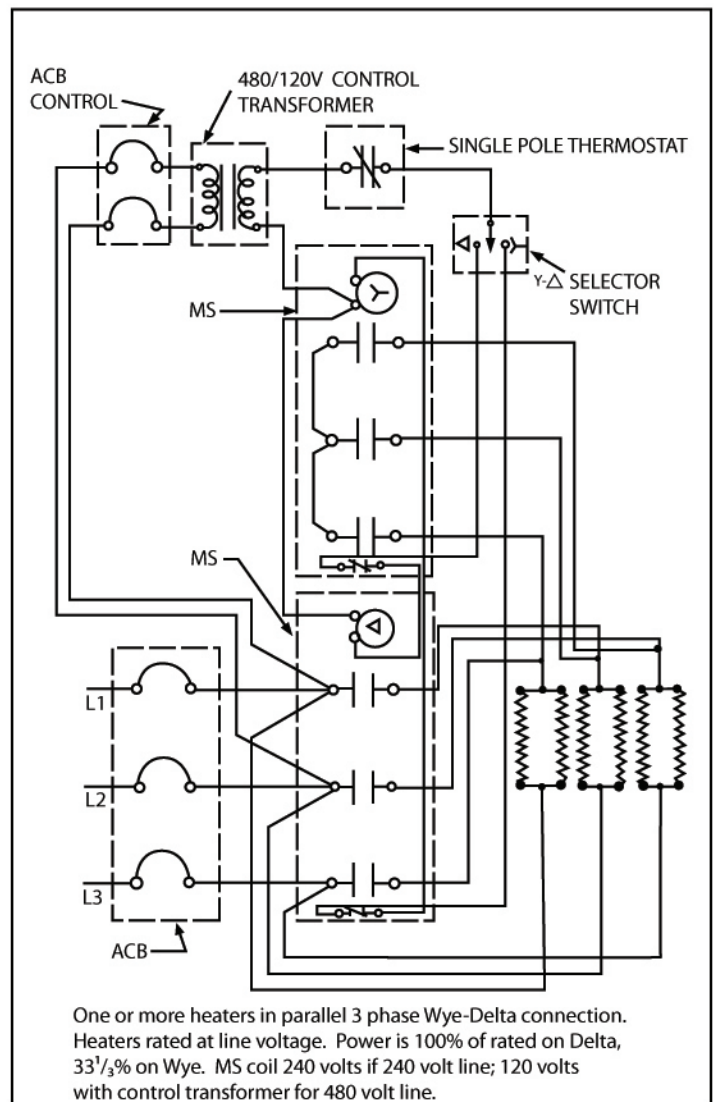 ACB
CONTROL
480/120V CONTROL
TRANSFORMER
SINGLE POLE THERMOSTAT
Δ
Y
Y-Δ SELECTOR
SWITCH
MS
Y
MS
Δ
L1
L2
L3
ACB
One or more heaters in parallel 3 phase Wye-Delta connection.
Heaters rated at line voltage. Power is 100% of rated on Delta,
33¹/₃% on Wye. MS coil 240 volts if 240 volt line; 120 volts
with control transformer for 480 volt line.